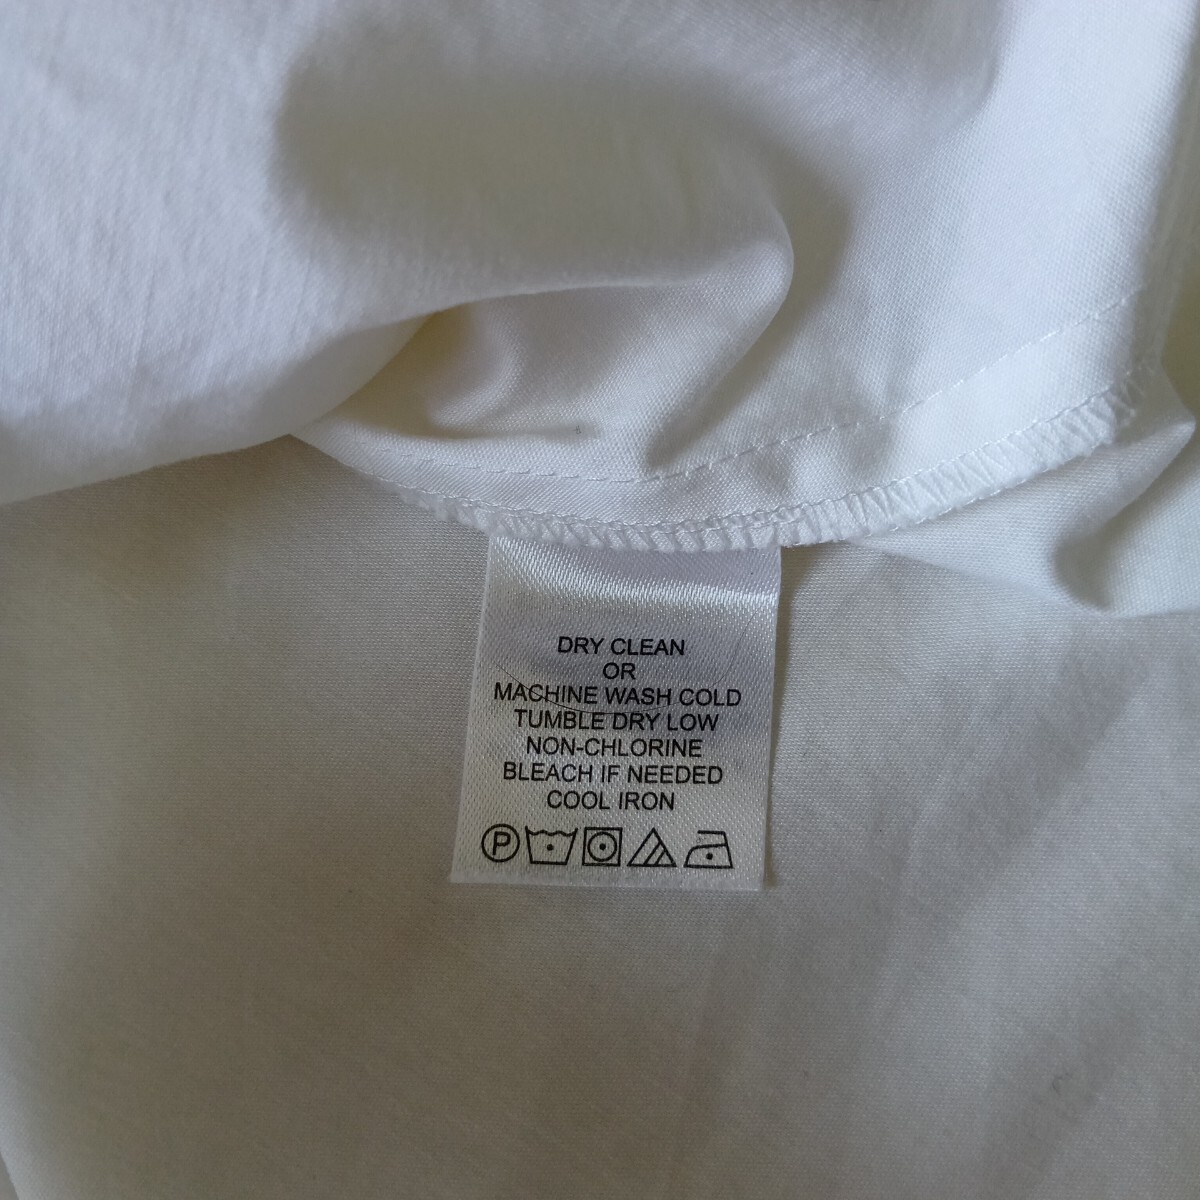 DRY CLEAN
OR
MACHINE WASH COLD
TUMBLE DRY LOW
NON-CHLORINE
BLEACH IF NEEDED
COOL IRON
P